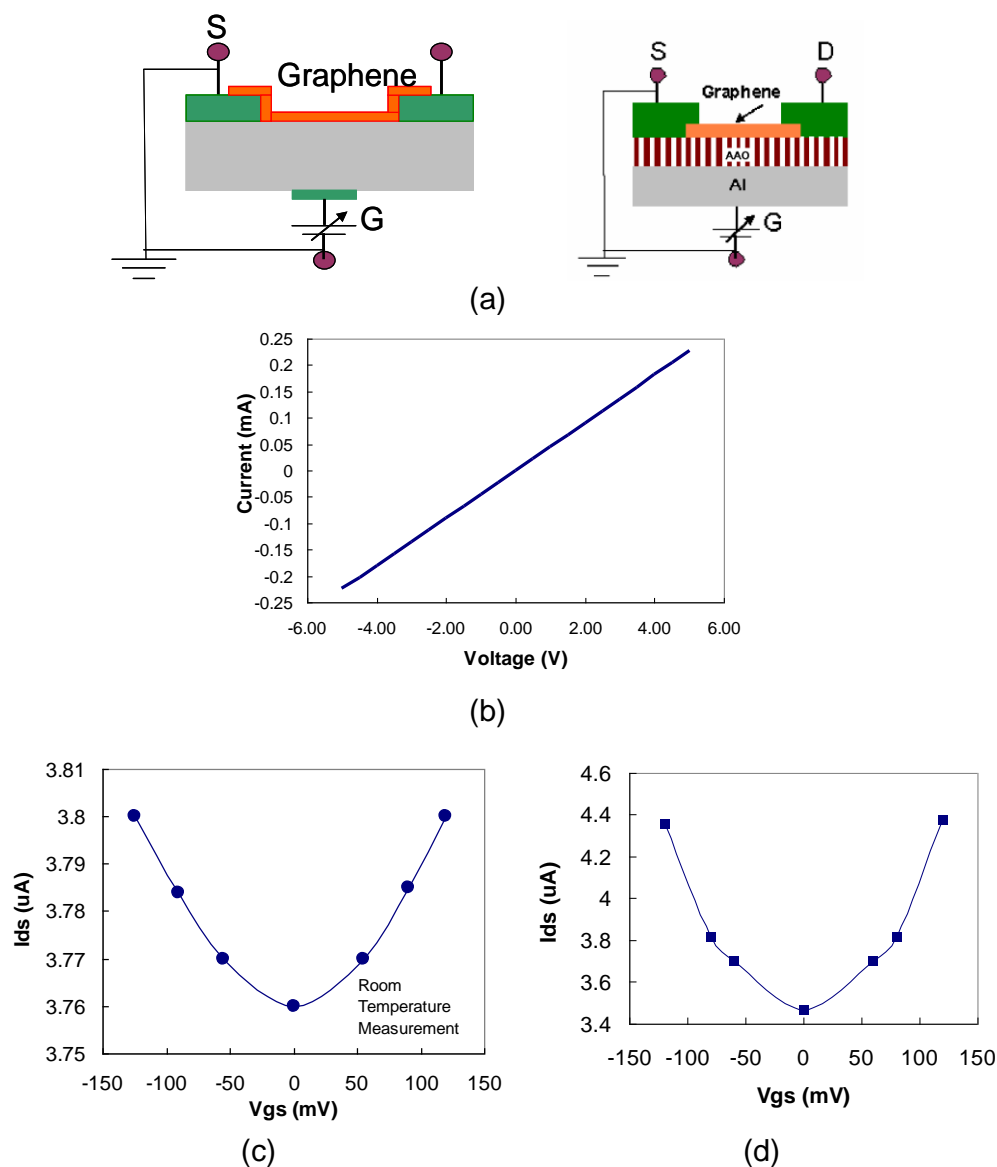 S
Graphene
G
S
D
Graphene
AAO
Al
G
(a)
0.25
0.2
0.15
0.1
0.05
0
-0.05
-0.1
-0.15
-0.2
-0.25
Current (mA)
-6.00 -4.00 -2.00 0.00 2.00 4.00 6.00
Voltage (V)
(b)
3.81
3.8
3.79
3.78
3.77
3.76
3.75
Ids (uA)
Room
Temperature
Measurement
-150 -100 -50 0 50 100 150
Vgs (mV)
(c)
4.6
4.4
4.2
4
3.8
3.6
3.4
Ids (uA)
-150 -100 -50 0 50 100 150
Vgs (mV)
(d)